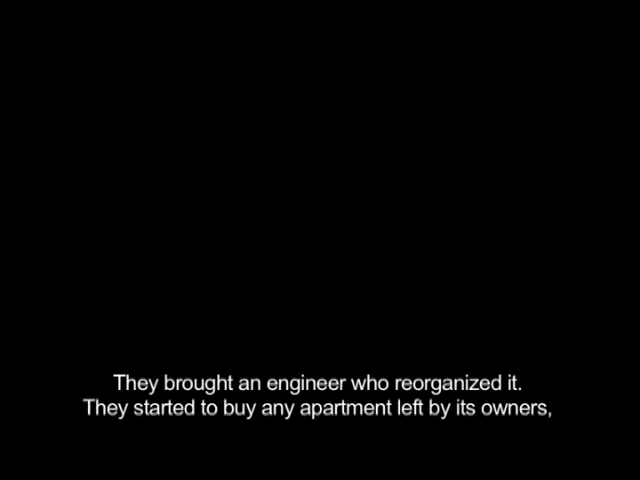 They brought an engineer who reorganized it.
They started to buy any apartment left by its owners,